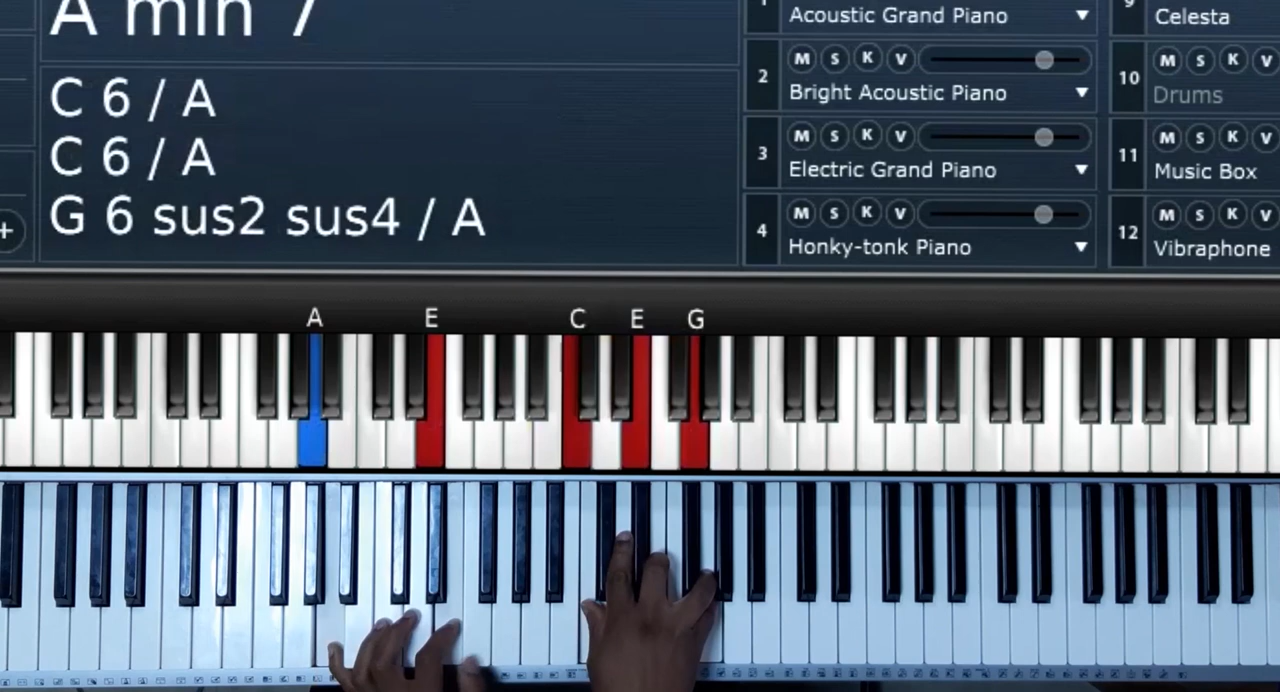 A min 7
C 6 / A
C 6 / A
G 6 sus2 sus4 / A
Acoustic Grand Piano
2 M S K V
Bright Acoustic Piano
3 M S K V
Electric Grand Piano
4 M S K V
Honky-tonk Piano
9
Celesta
10 M S K V
Drums
11 M S K V
Music Box
12 M S K V
Vibraphone
+
A E C E G